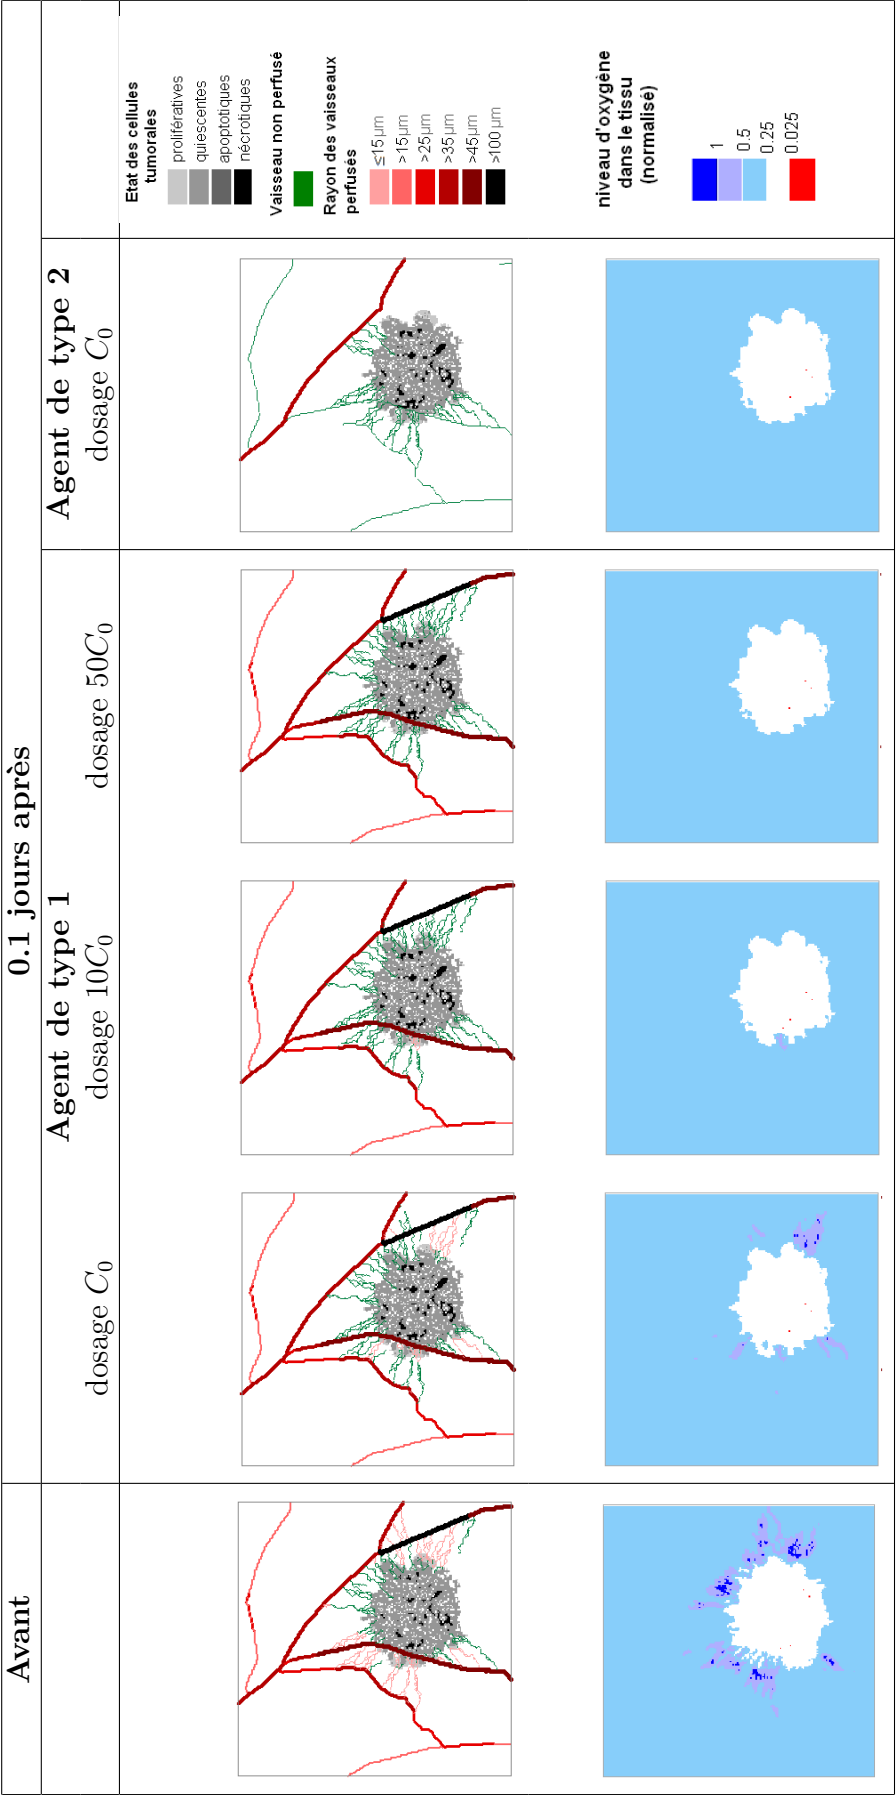 Avant
0.1 jours après
Agent de type 1
Agent de type 2
dosage C₀
dosage 10C₀
dosage 50C₀
dosage C₀
Etat des cellules
tumorales
prolifératives
quiescentes
apoptotiques
nécrotiques
Vaisseau non perfusé
Rayon des vaisseaux
perfusés
≤15µm
>15µm
>25µm
>35µm
>45µm
>100µm
niveau d'oxygène
dans le tissu
(normalisé)
1
0.5
0.25
0.025